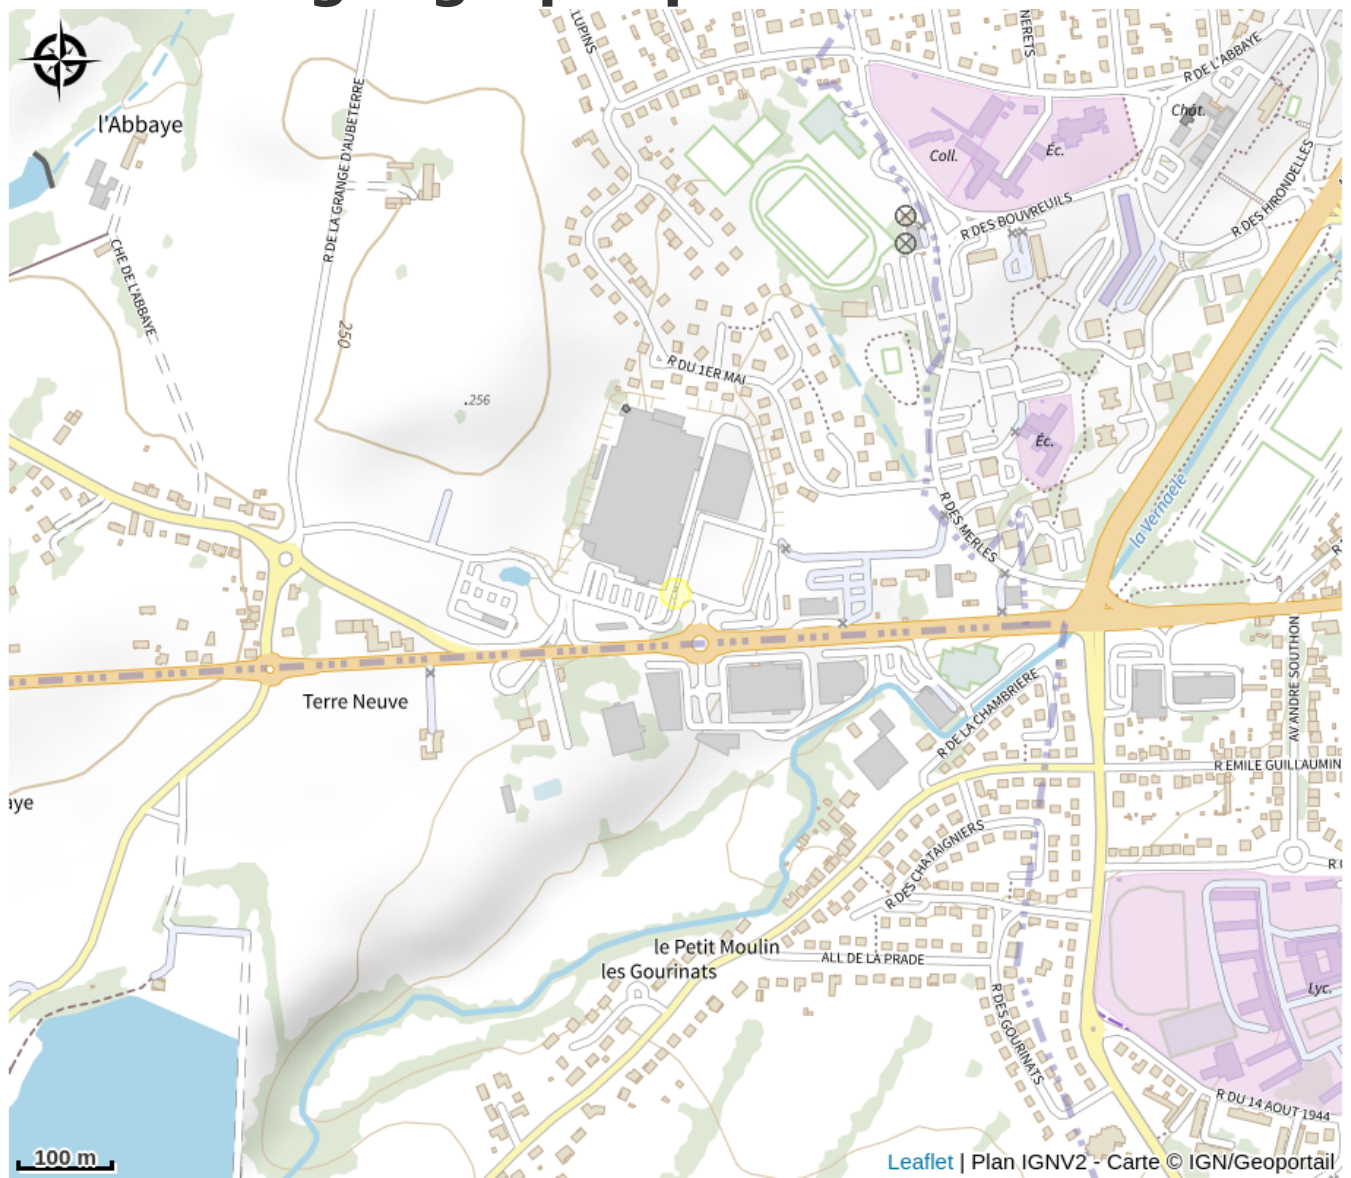 LUPINS
NERETS
R DE L'ABBAYE
l'Abbaye
Chât.
Coll.
Éc.
R DE LA GRANGE D'AUBETERRE
R DES HIRONDELLES
R DES BOUVREUILS
CHE DE L'ABBAYE
250
R DU 1ER MAI
.256
Éc.
la Vernaële
R DES MERLES
R
AV ANDRE SOUTHON
Terre Neuve
R DE LA CHAMBRIERE
R EMILE GUILLAUMIN
aye
R DES CHATAIGNIERS
le Petit Moulin
les Gourinats
ALL DE LA PRADE
Lyc.
R DES GOURINATS
R DU 14 AOUT 1944
100 m
Leaflet | Plan IGNV2 - Carte © IGN/Geoportail